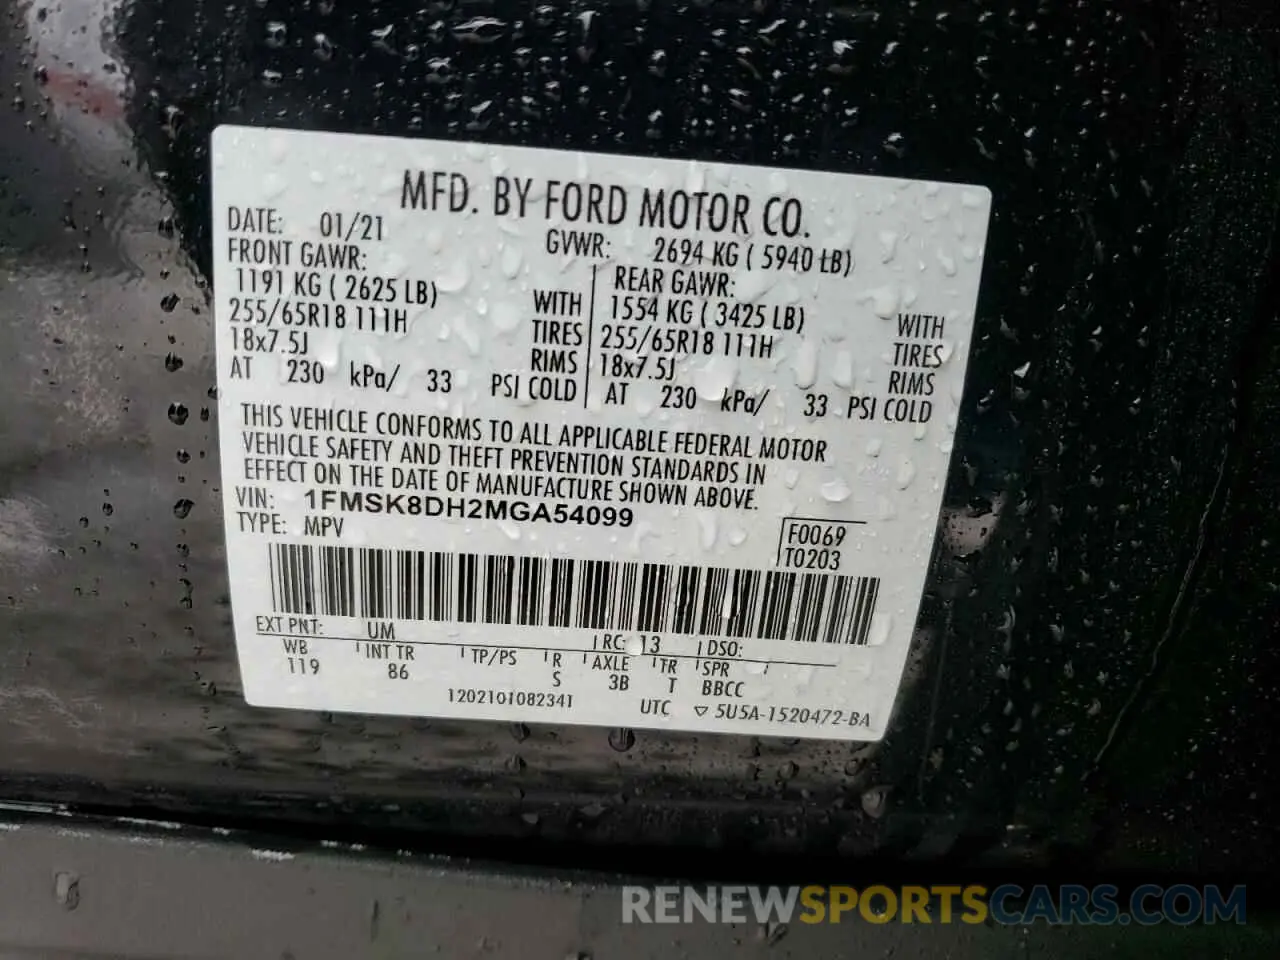 MFD. BY FORD MOTOR CO.
DATE: 01/21 GVWR: 2694 KG ( 5940 LB)
FRONT GAWR: REAR GAWR:
1191 KG ( 2625 LB) WITH 1554 KG ( 3425 LB) WITH
255/65R18 111H TIRES 255/65R18 111H TIRES
18x7.5J RIMS 18x7.5J RIMS
AT 230 kPa/ 33 PSI COLD AT 230 kPa/ 33 PSI COLD
THIS VEHICLE CONFORMS TO ALL APPLICABLE FEDERAL MOTOR
VEHICLE SAFETY AND THEFT PREVENTION STANDARDS IN
EFFECT ON THE DATE OF MANUFACTURE SHOWN ABOVE.
VIN: 1FMSK8DH2MGA54099
TYPE: MPV F0069
T0203
EXT PNT: UM RC: 13 DSO:
WB INT TR TP/PS R AXLE TR SPR
119 86 S 3B T BBCC
1202101082341 UTC ▽ 5U5A-1520472-BA
RENEWSPORTSCARS.COM